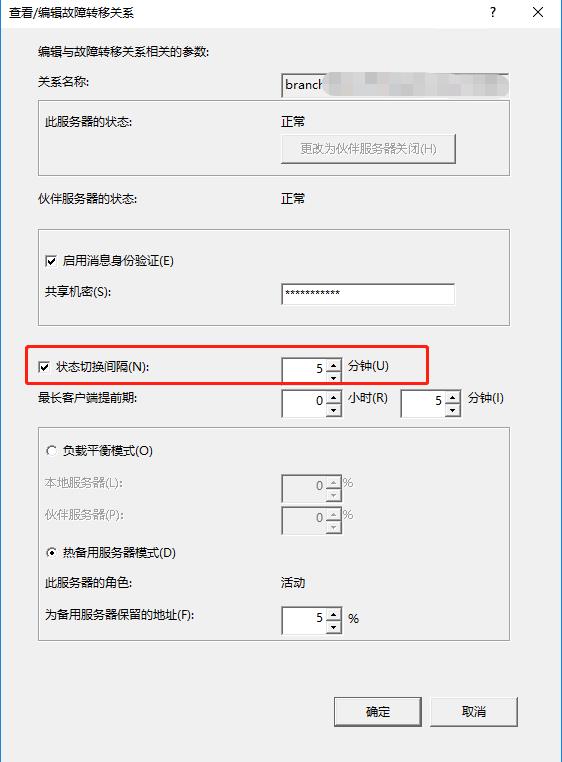 查看/编辑故障转移关系
编辑与故障转移关系相关的参数:
关系名称: branch
此服务器的状态: 正常
更改为伙伴服务器关闭(H)
伙伴服务器的状态: 正常
启用消息身份验证(E)
共享机密(S): ***********
状态切换间隔(N): 5 分钟(U)
最长客户端提前期: 0 小时(R) 5 分钟(I)
负载平衡模式(O)
本地服务器(L): 0 %
伙伴服务器(P): 0 %
热备用服务器模式(D)
此服务器的角色: 活动
为备用服务器保留的地址(F): 5 %
确定 取消